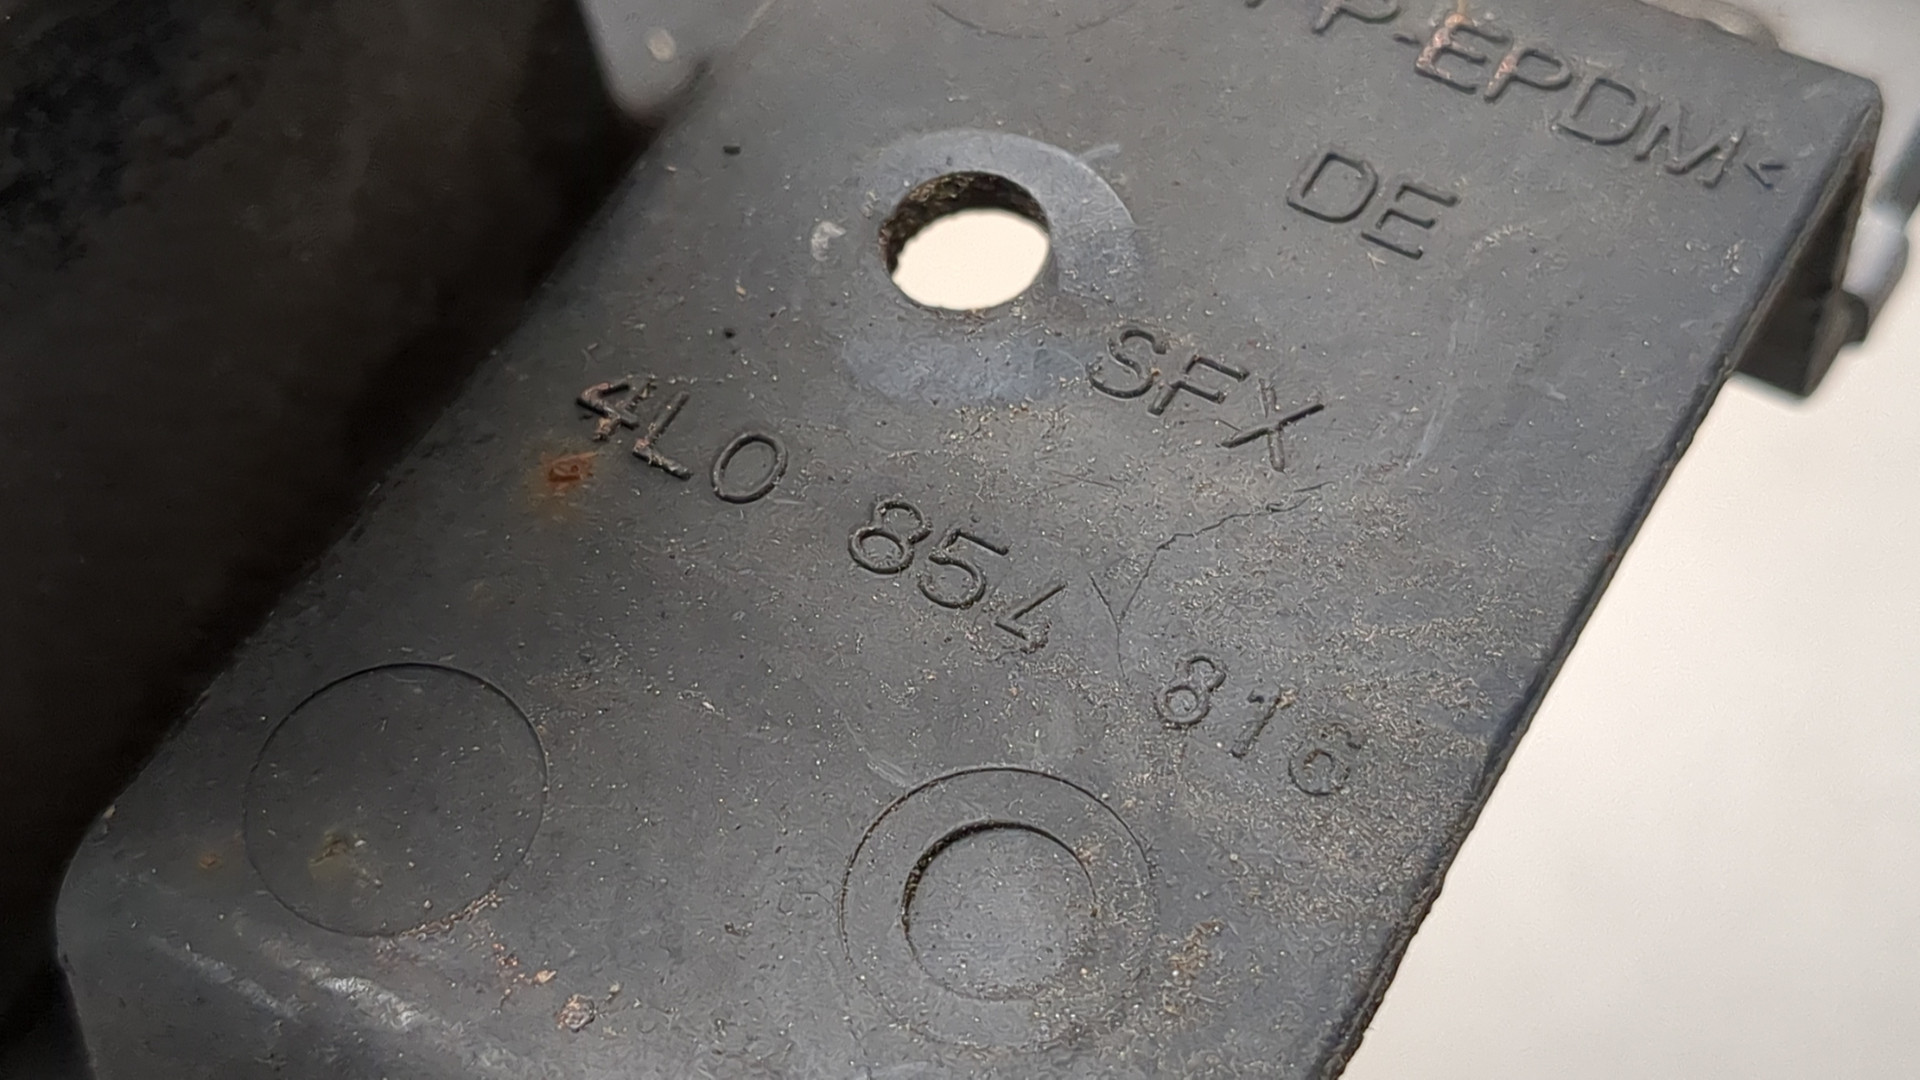 P-EPDM<
DE
SFX
4L0 854 816